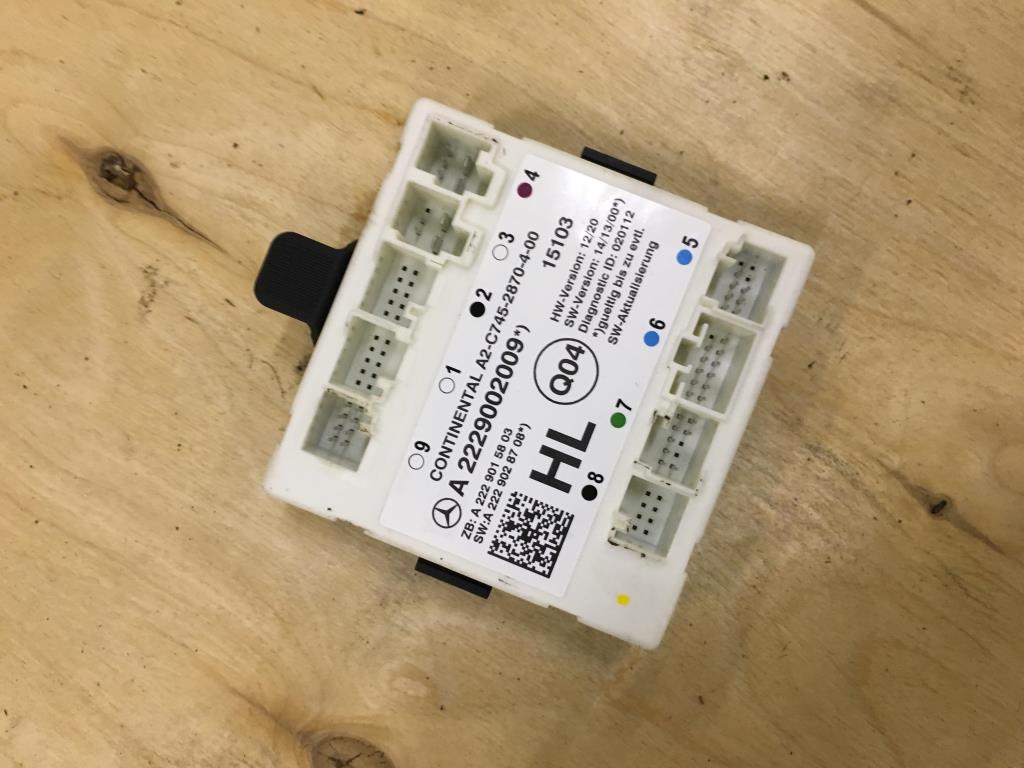 9 1 2 3 4
CONTINENTAL A2-C745-2870-4-00
A 2229002009*)
15103
ZB: A 222 901 58 03
SW:A 222 902 87 08*)
Q04
HW-Version: 12/20
SW-Version: 14/13/00*)
Diagnostic ID: 020112
*)gueltig bis zu evtl.
SW-Aktualisierung
HL
8 7 6 5